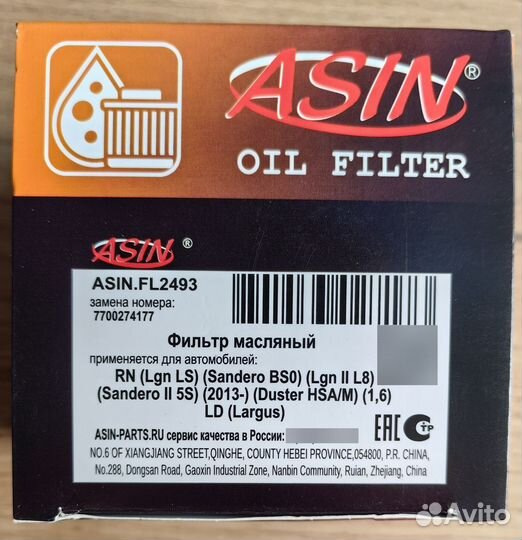 ASIN®
OIL FILTER
ASIN®
ASIN.FL2493
замена номера:
7700274177
Фильтр масляный
применяется для автомобилей:
RN (Lgn LS) (Sandero BS0) (Lgn II L8)
(Sandero II 5S) (2013-) (Duster HSA/M) (1,6)
LD (Largus)
ASIN-PARTS.RU сервис качества в России:
NO.6 OF XIANGJIANG STREET,QINGHE, COUNTY HEBEI PROVINCE,054800, P.R. CHINA,
No.288, Dongsan Road, Gaoxin Industrial Zone, Nanbin Community, Ruian, Zhejiang, China
EAC
TP
Avito